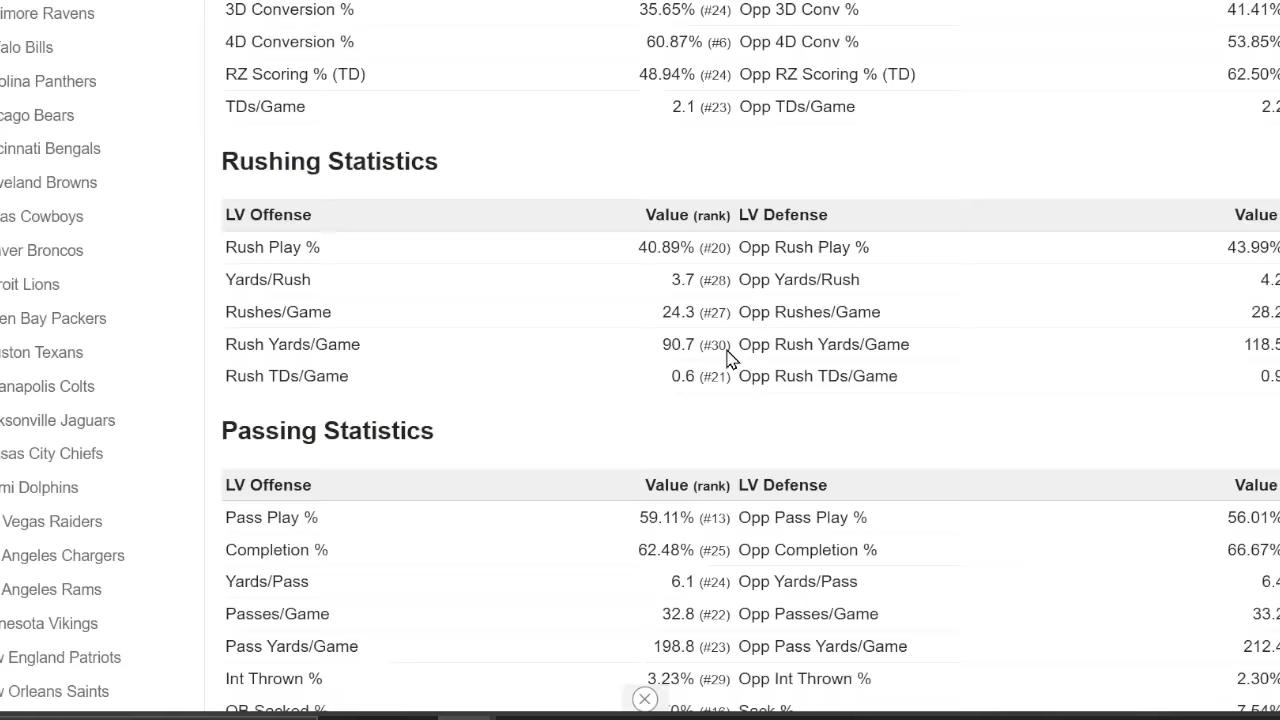 imore Ravens
alo Bills
olina Panthers
cago Bears
cinnati Bengals
veland Browns
as Cowboys
ver Broncos
roit Lions
en Bay Packers
uston Texans
anapolis Colts
ksonville Jaguars
sas City Chiefs
mi Dolphins
Vegas Raiders
Angeles Chargers
Angeles Rams
nesota Vikings
v England Patriots
v Orleans Saints
3D Conversion % 35.65% (#24) Opp 3D Conv % 41.41%
4D Conversion % 60.87% (#6) Opp 4D Conv % 53.85%
RZ Scoring % (TD) 48.94% (#24) Opp RZ Scoring % (TD) 62.50%
TDs/Game 2.1 (#23) Opp TDs/Game 2.2
Rushing Statistics
LV Offense Value (rank) LV Defense Value
Rush Play % 40.89% (#20) Opp Rush Play % 43.99%
Yards/Rush 3.7 (#28) Opp Yards/Rush 4.2
Rushes/Game 24.3 (#27) Opp Rushes/Game 28.2
Rush Yards/Game 90.7 (#30) Opp Rush Yards/Game 118.5
Rush TDs/Game 0.6 (#21) Opp Rush TDs/Game 0.9
Passing Statistics
LV Offense Value (rank) LV Defense Value
Pass Play % 59.11% (#13) Opp Pass Play % 56.01%
Completion % 62.48% (#25) Opp Completion % 66.67%
Yards/Pass 6.1 (#24) Opp Yards/Pass 6.4
Passes/Game 32.8 (#22) Opp Passes/Game 33.2
Pass Yards/Game 198.8 (#23) Opp Pass Yards/Game 212.4
Int Thrown % 3.23% (#29) Opp Int Thrown % 2.30%
QB Sacked % 0% (#16) Sack % 7.54%